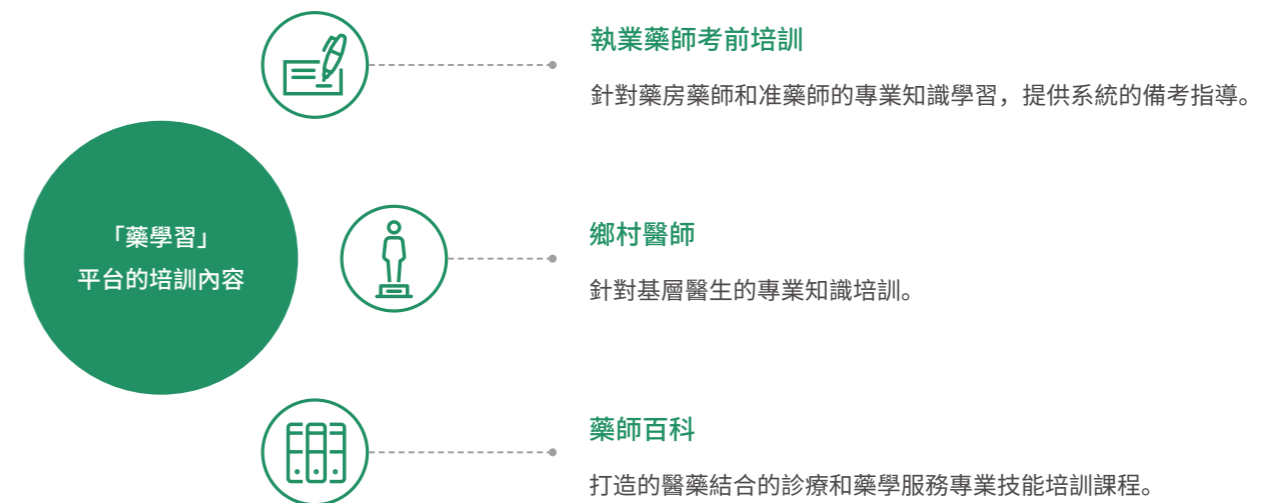 執業藥師考前培訓
針對藥房藥師和准藥師的專業知識學習，提供系統的備考指導。
「藥學習」
平台的培訓內容
鄉村醫師
針對基層醫生的專業知識培訓。
藥師百科
打造的醫藥結合的診療和藥學服務專業技能培訓課程。